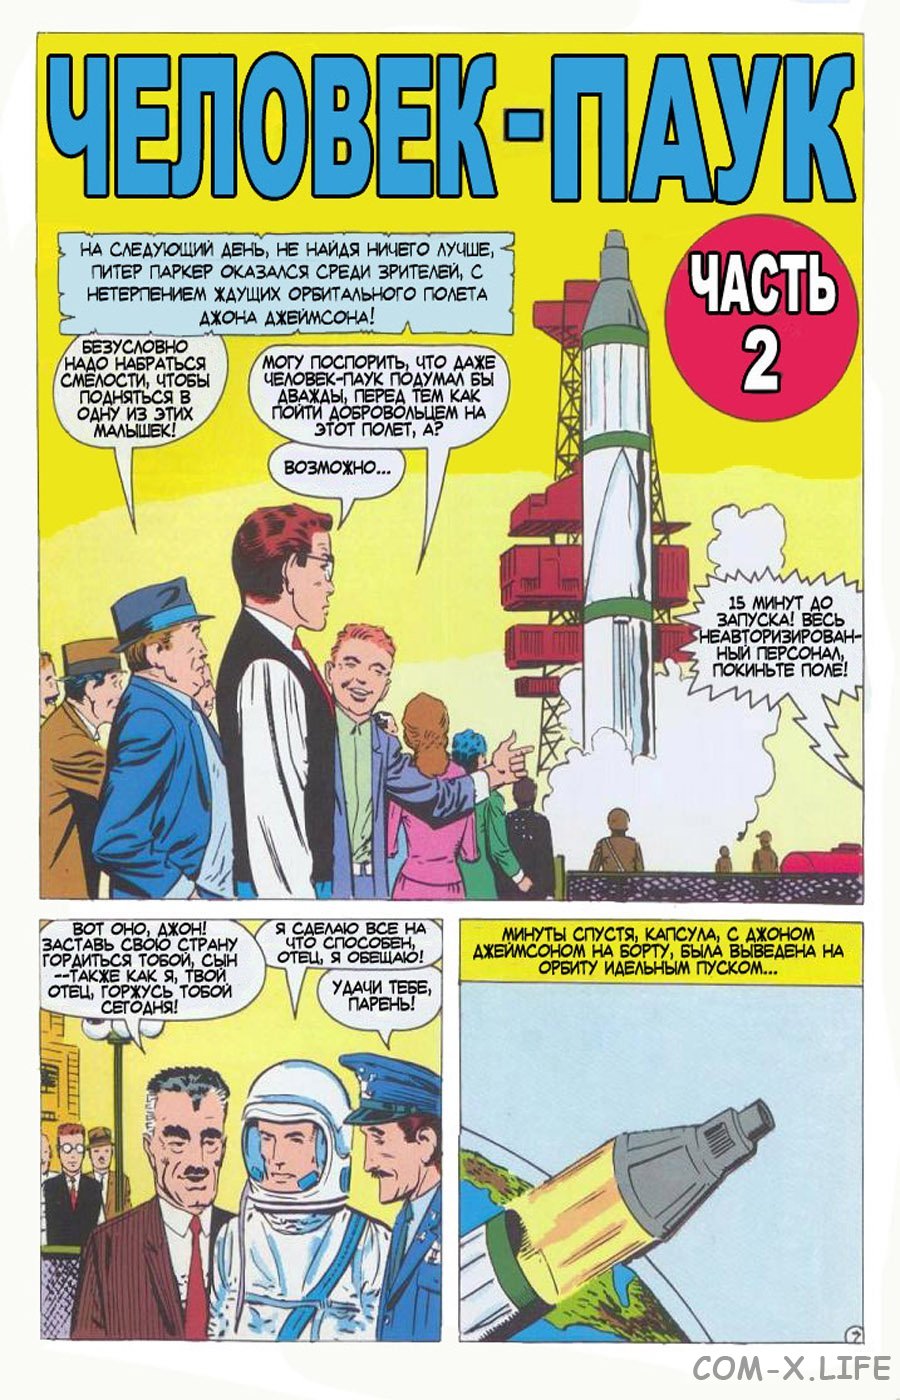 ЧЕЛОВЕК-ПАУК
ЧАСТЬ
2
НА СЛЕДУЮЩИЙ ДЕНЬ, НЕ НАЙДЯ НИЧЕГО ЛУЧШЕ,
ПИТЕР ПАРКЕР ОКАЗАЛСЯ СРЕДИ ЗРИТЕЛЕЙ, С
НЕТЕРПЕНИЕМ ЖДУЩИХ ОРБИТАЛЬНОГО ПОЛЕТА
ДЖОНА ДЖЕЙМСОНА!
БЕЗУСЛОВНО
НАДО НАБРАТЬСЯ
СМЕЛОСТИ, ЧТОБЫ
ПОДНЯТЬСЯ В
ОДНУ ИЗ ЭТИХ
МАЛЫШЕК!
МОГУ ПОСПОРИТЬ, ЧТО ДАЖЕ
ЧЕЛОВЕК-ПАУК ПОДУМАЛ БЫ
ДВАЖДЫ, ПЕРЕД ТЕМ КАК
ПОЙТИ ДОБРОВОЛЬЦЕМ НА
ЭТОТ ПОЛЕТ, А?
ВОЗМОЖНО...
15 МИНУТ ДО
ЗАПУСКА! ВЕСЬ
НЕАВТОРИЗИРОВАН-
НЫЙ ПЕРСОНАЛ,
ПОКИНЬТЕ ПОЛЕ!
ВОТ ОНО, ДЖОН!
ЗАСТАВЬ СВОЮ СТРАНУ
ГОРДИТЬСЯ ТОБОЙ, СЫН
--ТАКЖЕ КАК Я, ТВОЙ
ОТЕЦ, ГОРЖУСЬ ТОБОЙ
СЕГОДНЯ!
Я СДЕЛАЮ ВСЕ НА
ЧТО СПОСОБЕН,
ОТЕЦ, Я ОБЕЩАЮ!
УДАЧИ ТЕБЕ,
ПАРЕНЬ!
МИНУТЫ СПУСТЯ, КАПСУЛА, С ДЖОНОМ
ДЖЕЙМСОНОМ НА БОРТУ, БЫЛА ВЫВЕДЕНА НА
ОРБИТУ ИДЕЛЬНЫМ ПУСКОМ...
7
COM-X.LIFE